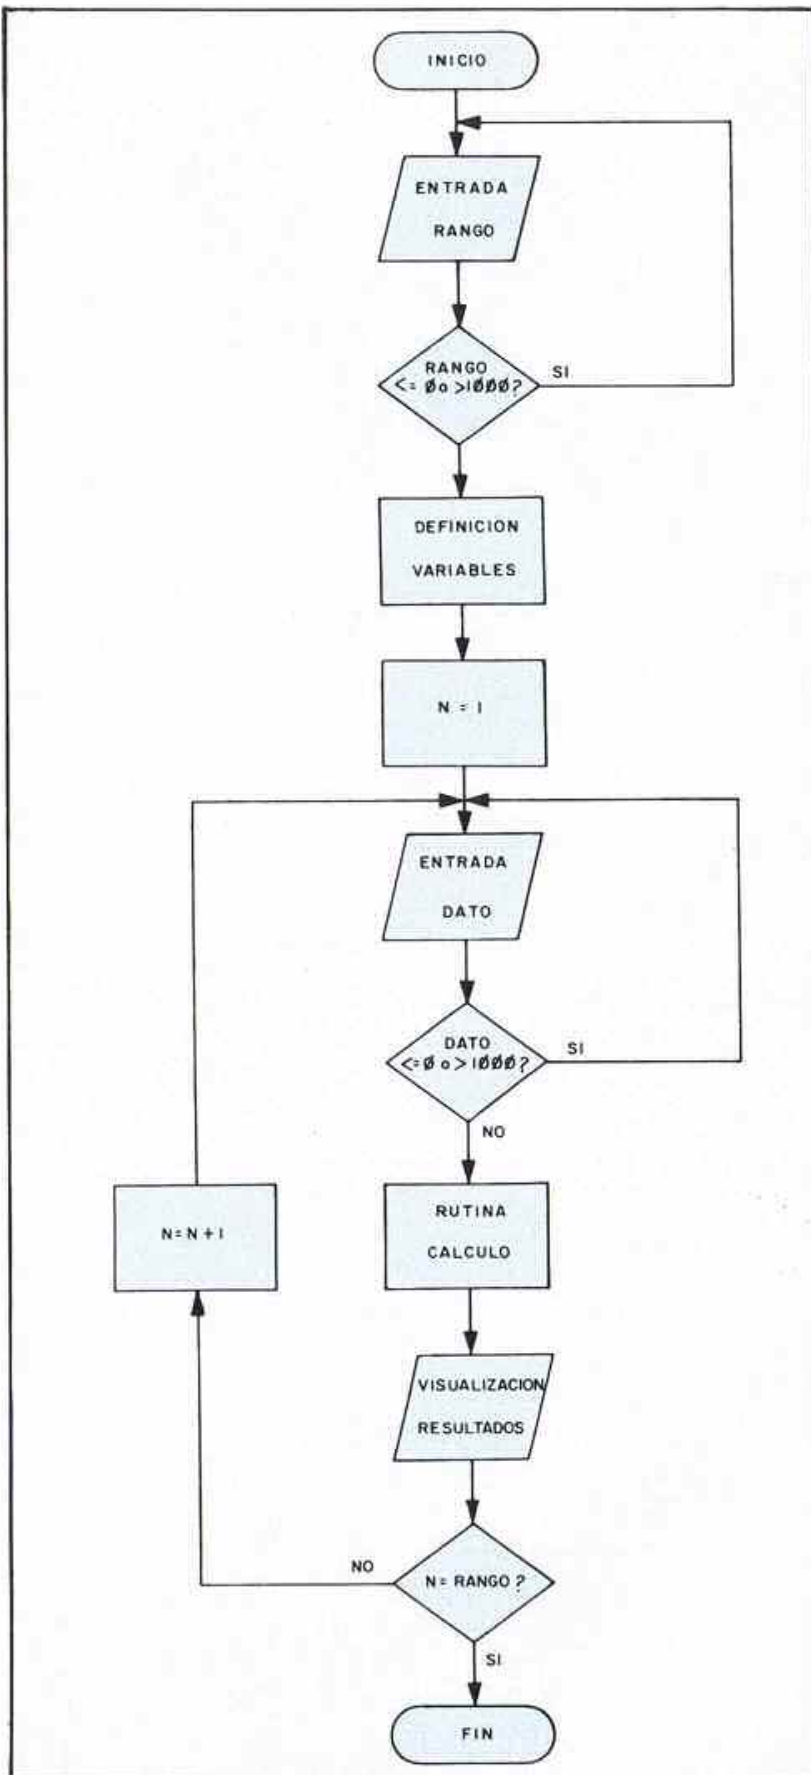 INICIO
ENTRADA
RANGO
RANGO
<= Ø o >1ØØØ?
SI
DEFINICION
VARIABLES
N = 1
ENTRADA
DATO
DATO
<=Ø o >1ØØØ?
SI
NO
RUTINA
CALCULO
N=N+1
VISUALIZACION
RESULTADOS
NO
N=RANGO?
SI
FIN